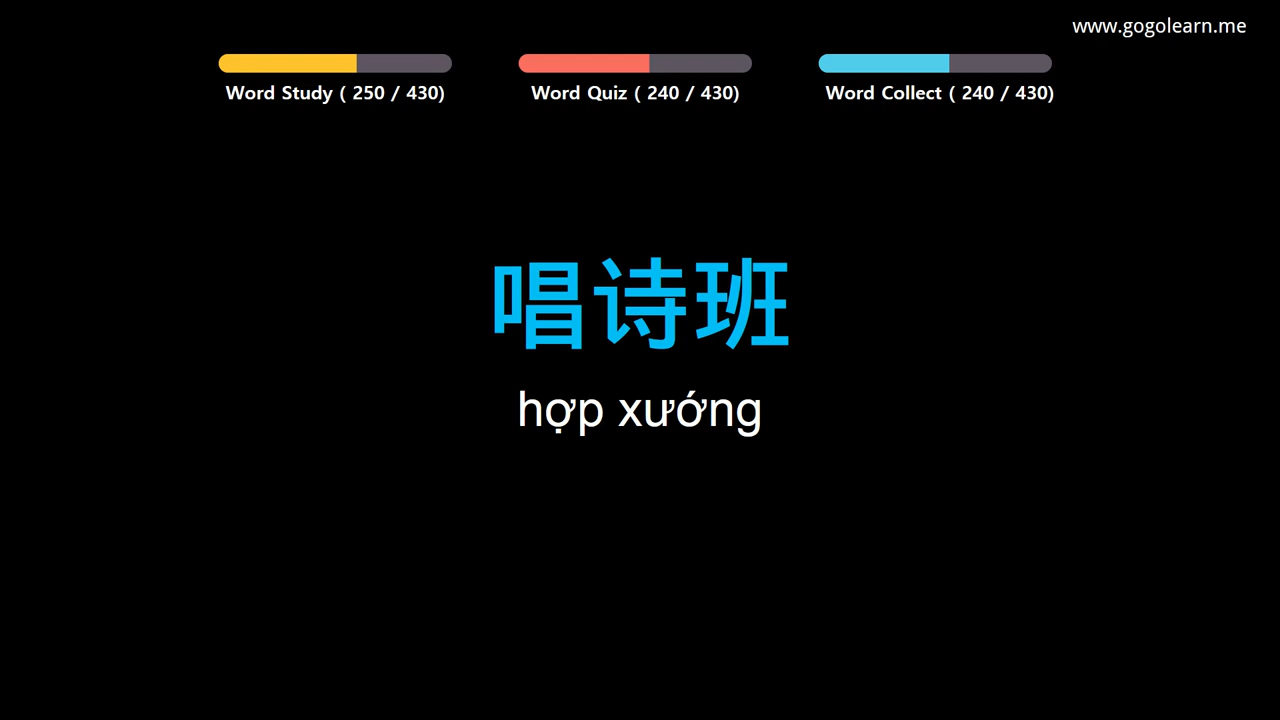 www.gogolearn.me
Word Study ( 250 / 430)
Word Quiz ( 240 / 430)
Word Collect ( 240 / 430)
唱诗班
hợp xướng